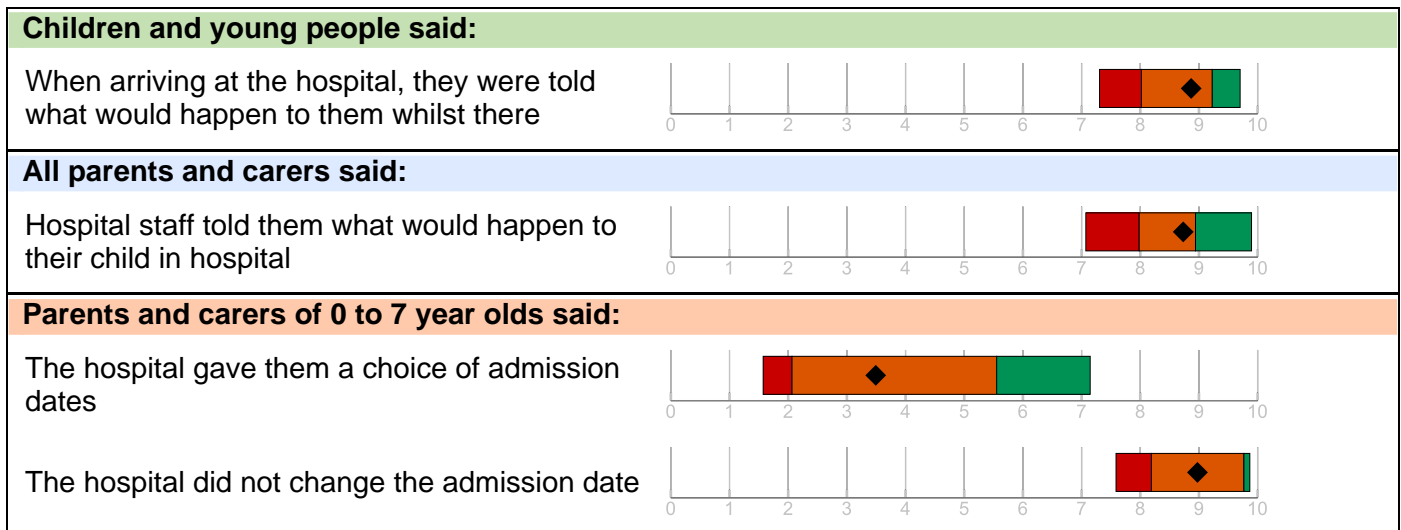 Children and young people said:
When arriving at the hospital, they were told
what would happen to them whilst there
0 1 2 3 4 5 6 7 8 9 10
All parents and carers said:
Hospital staff told them what would happen to
their child in hospital
0 1 2 3 4 5 6 7 8 9 10
Parents and carers of 0 to 7 year olds said:
The hospital gave them a choice of admission
dates
0 1 2 3 4 5 6 7 8 9 10
The hospital did not change the admission date
0 1 2 3 4 5 6 7 8 9 10